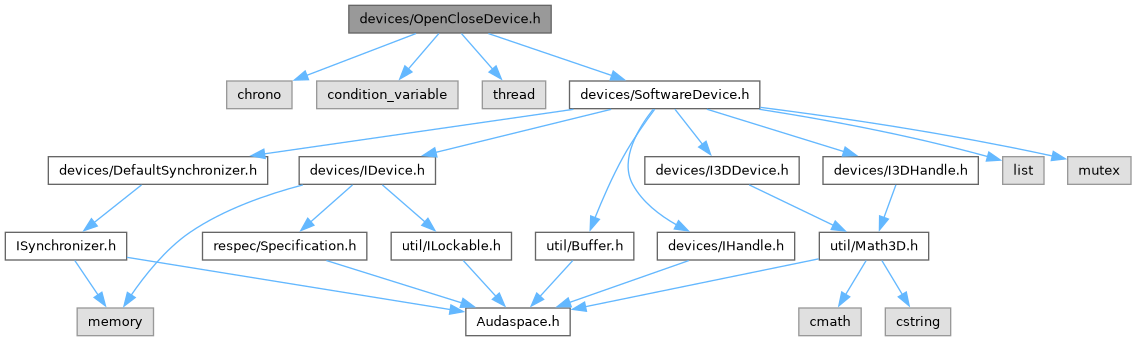 devices/OpenCloseDevice.h
chrono
condition_variable
thread
devices/SoftwareDevice.h
devices/DefaultSynchronizer.h
devices/IDevice.h
devices/I3DDevice.h
devices/I3DHandle.h
list
mutex
ISynchronizer.h
respec/Specification.h
util/ILockable.h
util/Buffer.h
devices/IHandle.h
util/Math3D.h
memory
Audaspace.h
cmath
cstring